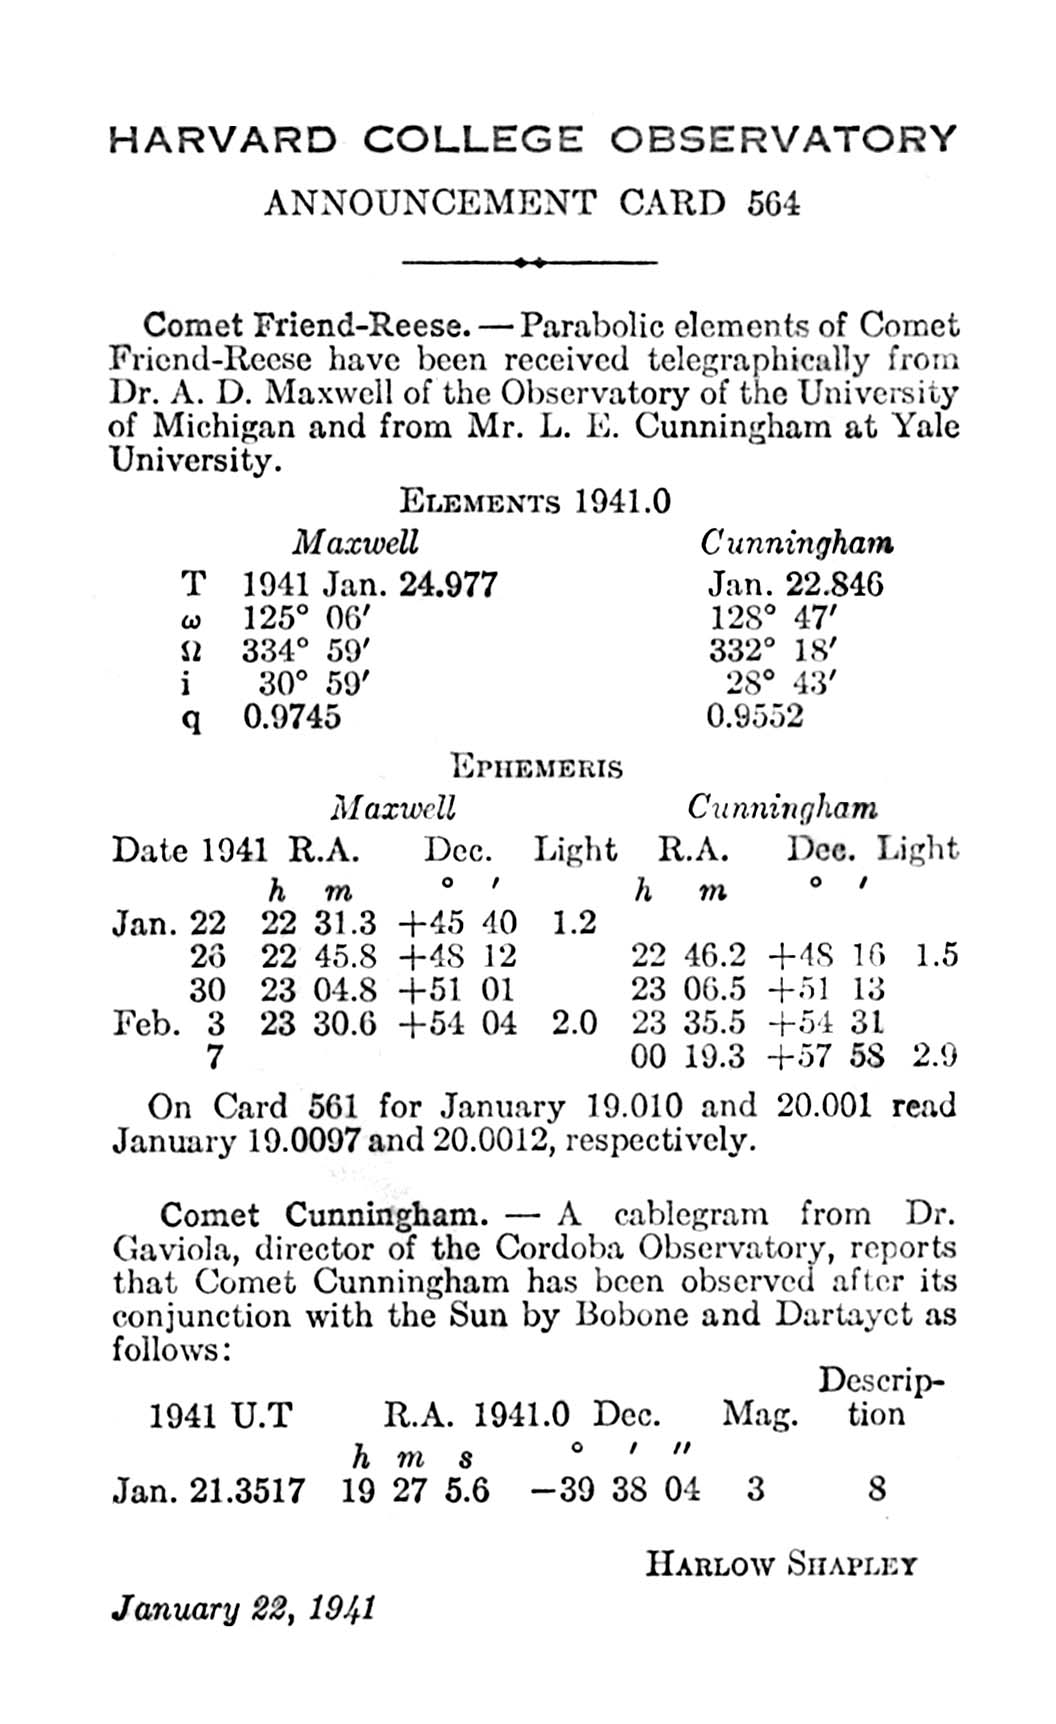 HARVARD COLLEGE OBSERVATORY
ANNOUNCEMENT CARD 564
Comet Friend-Reese. — Parabolic elements of Comet
Friend-Reese have been received telegraphically from
Dr. A. D. Maxwell of the Observatory of the University
of Michigan and from Mr. L. E. Cunningham at Yale
University.
ELEMENTS 1941.0
Maxwell Cunningham
T 1941 Jan. 24.977 Jan. 22.846
ω 125° 06′ 128° 47′
Ω 334° 59′ 332° 18′
i 30° 59′ 28° 43′
q 0.9745 0.9552
EPHEMERIS
Maxwell Cunningham
Date 1941 R.A. Dec. Light R.A. Dec. Light
h m ° ′ h m ° ′
Jan. 22 22 31.3 +45 40 1.2
26 22 45.8 +48 12 22 46.2 +48 16 1.5
30 23 04.8 +51 01 23 06.5 +51 13
Feb. 3 23 30.6 +54 04 2.0 23 35.5 +54 31
7 00 19.3 +57 58 2.9
On Card 561 for January 19.010 and 20.001 read
January 19.0097 and 20.0012, respectively.
Comet Cunningham. — A cablegram from Dr.
Gaviola, director of the Cordoba Observatory, reports
that Comet Cunningham has been observed after its
conjunction with the Sun by Bobone and Dartayet as
follows:
Descrip-
1941 U.T R.A. 1941.0 Dec. Mag. tion
h m s ° ′ ″
Jan. 21.3517 19 27 5.6 −39 38 04 3 8
HARLOW SHAPLEY
January 22, 1941